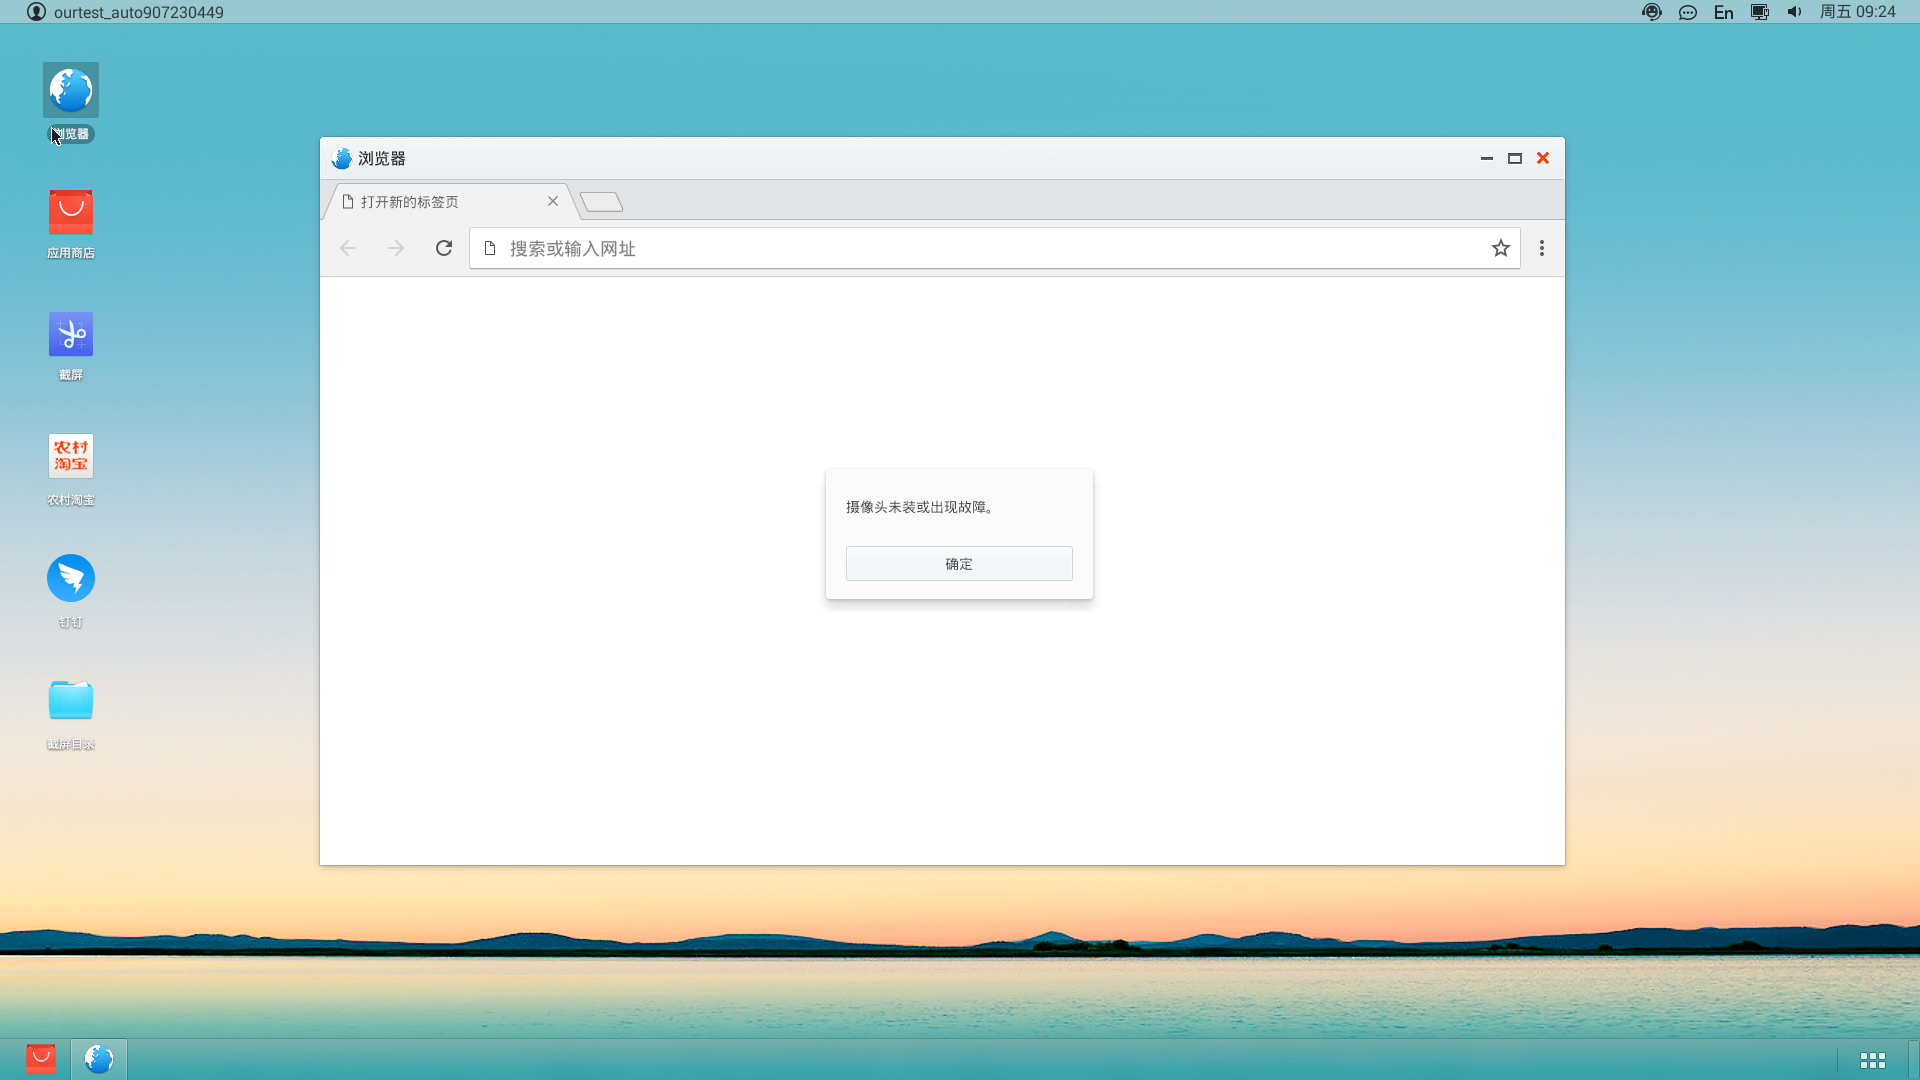 ourtest_auto907230449
En
周五 09:24
浏览器
应用商店
截屏
农村
淘宝
农村淘宝
钉钉
截屏目录
浏览器
打开新的标签页
搜索或输入网址
摄像头未装或出现故障。
确定